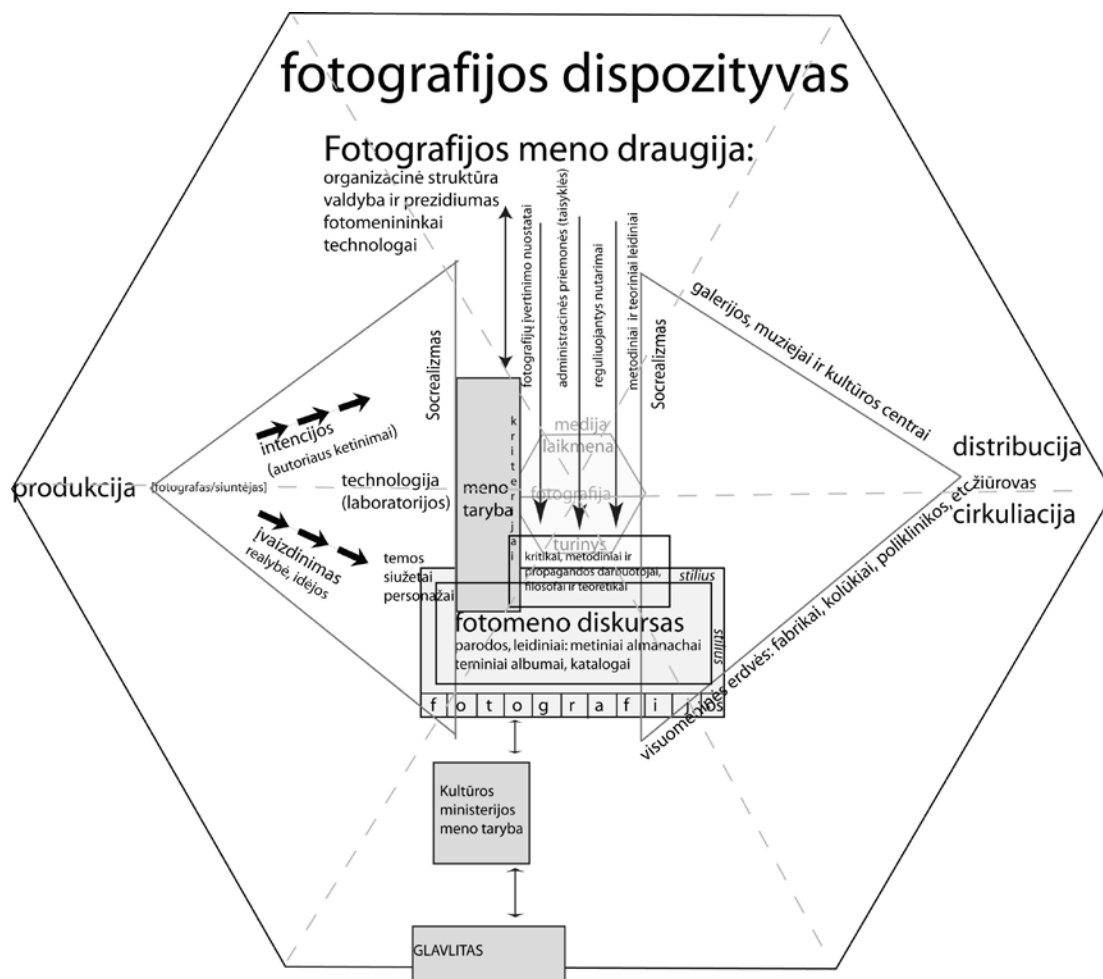 fotografijos dispozityvas
Fotografijos meno draugija:
organizacinė struktūra
valdyba ir prezidiumas
fotomenininkai
technologai
fotografijų įvertinimo nuostatai
administracinės priemonės (taisyklės)
reguliuojantys nutarimai
metodiniai ir teoriniai leidiniai
Socrealizmas
Socrealizmas
galerijos, muziejai ir kultūros centrai
intencijos
(autoriaus ketinimai)
produkcija
[fotografas/siuntėjas]
technologija
(laboratorijos)
meno
taryba
kriterijai
medija
laikmena
fotografija
turinys
distribucija
žiūrovas
cirkuliacija
įvaizdinimas
realybė, idėjos
temos
siužetai
personažai
kritikai, metodiniai ir
propagandos darbuotojai,
filosofai ir teoretikai
stilius
stilius
fotomeno diskursas
parodos, leidiniai: metiniai almanachai
teminiai albumai, katalogai
f o t o g r a f i j os
visuomeninės erdvės: fabrikai, kolūkiai, poliklinikos, etc.
Kultūros
ministerijos
meno taryba
GLAVLITAS